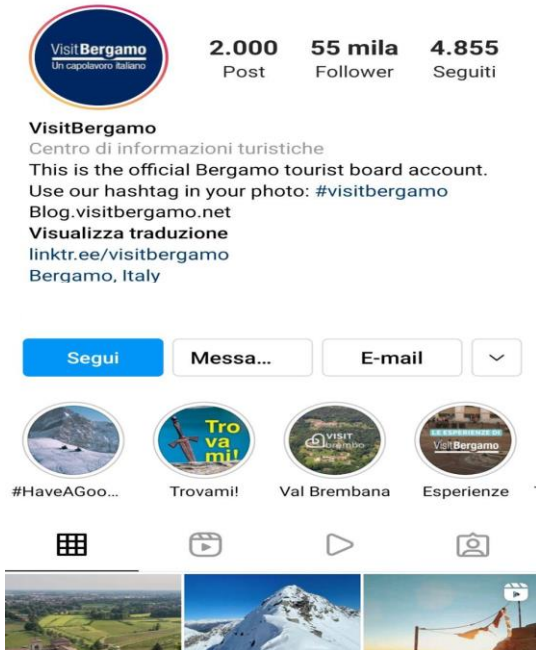 VisitBergamo
Un capolavoro italiano
2.000 55 mila 4.855
Post Follower Seguiti
VisitBergamo
Centro di informazioni turistiche
This is the official Bergamo tourist board account.
Use our hashtag in your photo: #visitbergamo
Blog.visitbergamo.net
Visualizza traduzione
linktr.ee/visitbergamo
Bergamo, Italy
Segui Messa... E-mail
Tro
va
mi!
VISIT
brembo
LE ESPERIENZE DI
VisitBergamo
#HaveAGoo... Trovami! Val Brembana Esperienze